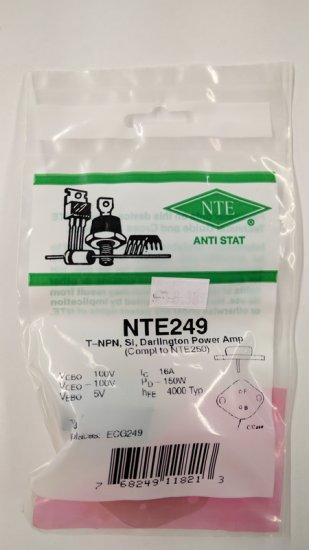 NTE
®
ANTI STAT
NTE249
T-NPN, Si, Darlington Power Amp
(Compl to NTE250)
VCBO - 100V IC 16A
VCEO - 100V PD - 150W
VEBO 5V hFE 4000 Typ
E
B
C/Case
ECG249
7 68249 11821 3